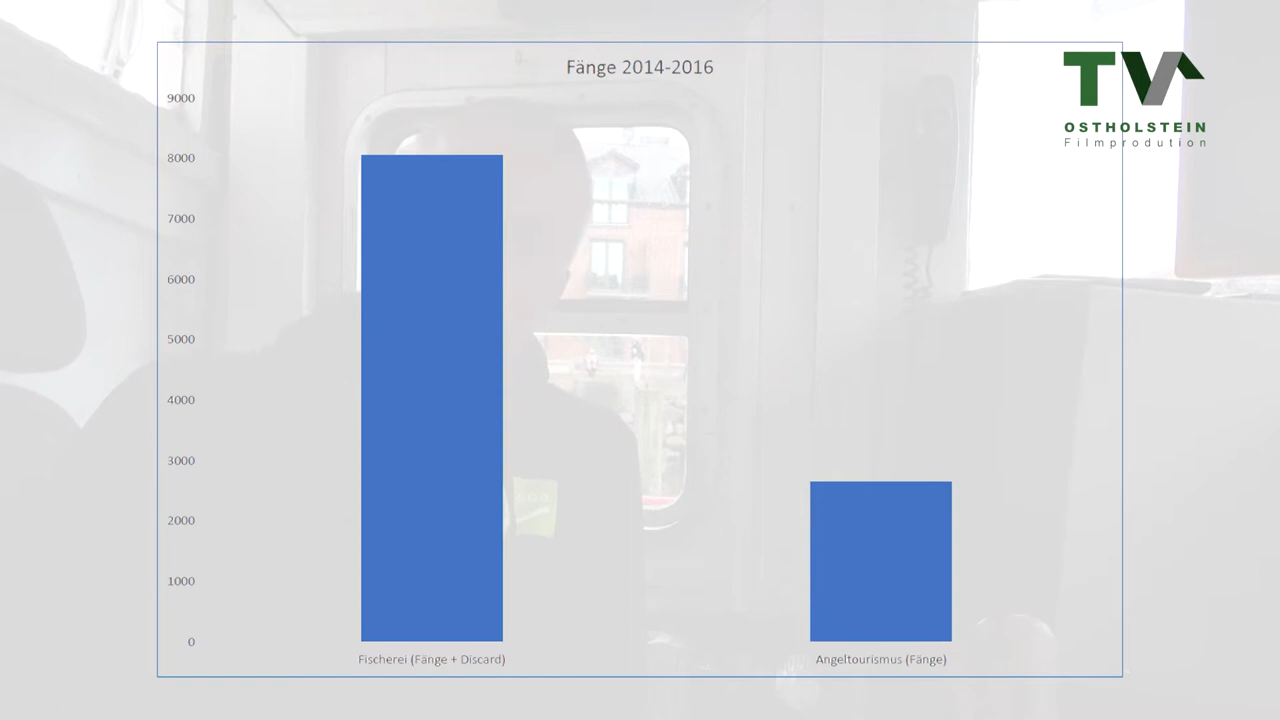 Fänge 2014-2016
TV
OSTHOLSTEIN
Filmprodution
9000
8000
7000
6000
5000
4000
3000
2000
1000
0
Fischerei (Fänge + Discard)
Angeltourismus (Fänge)